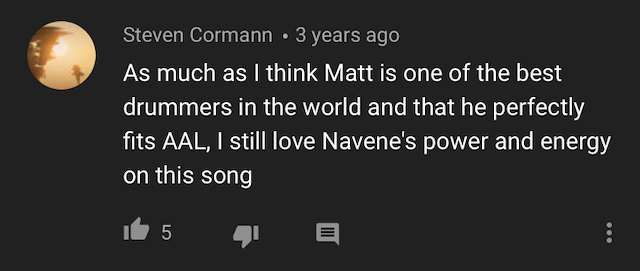 Steven Cormann • 3 years ago
As much as I think Matt is one of the best
drummers in the world and that he perfectly
fits AAL, I still love Navene's power and energy
on this song
5